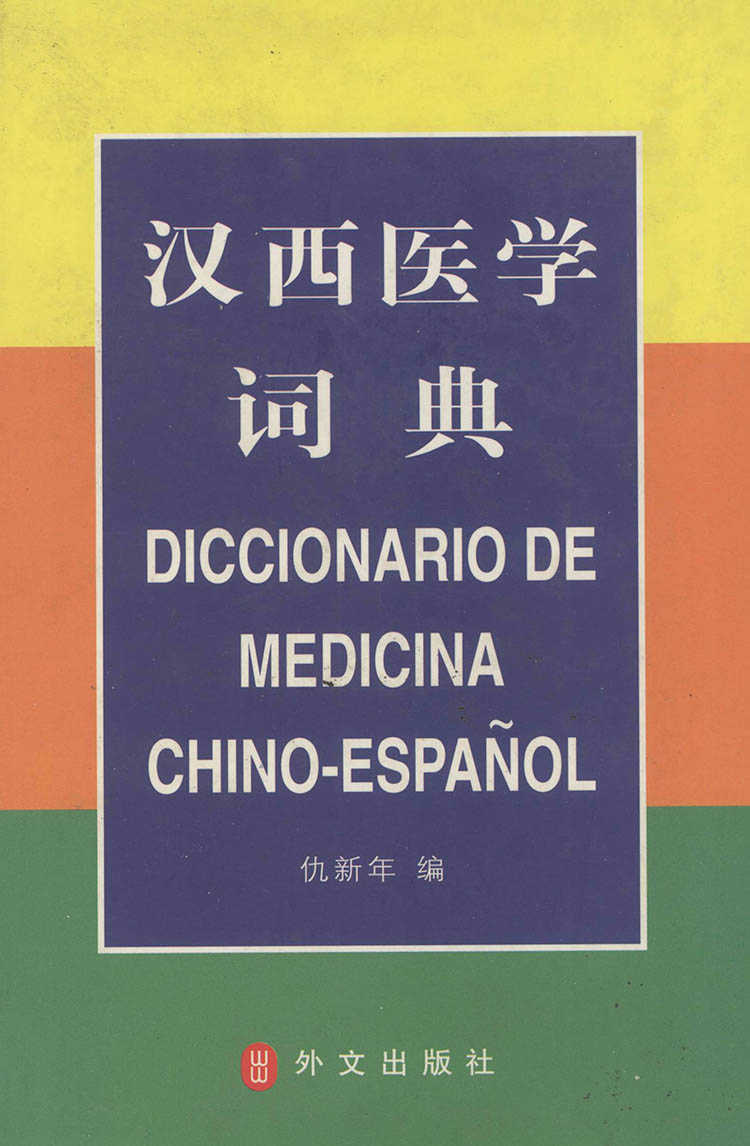 汉西医学
词典
DICCIONARIO DE
MEDICINA
CHINO-ESPAÑOL
仇新年 编
外文出版社